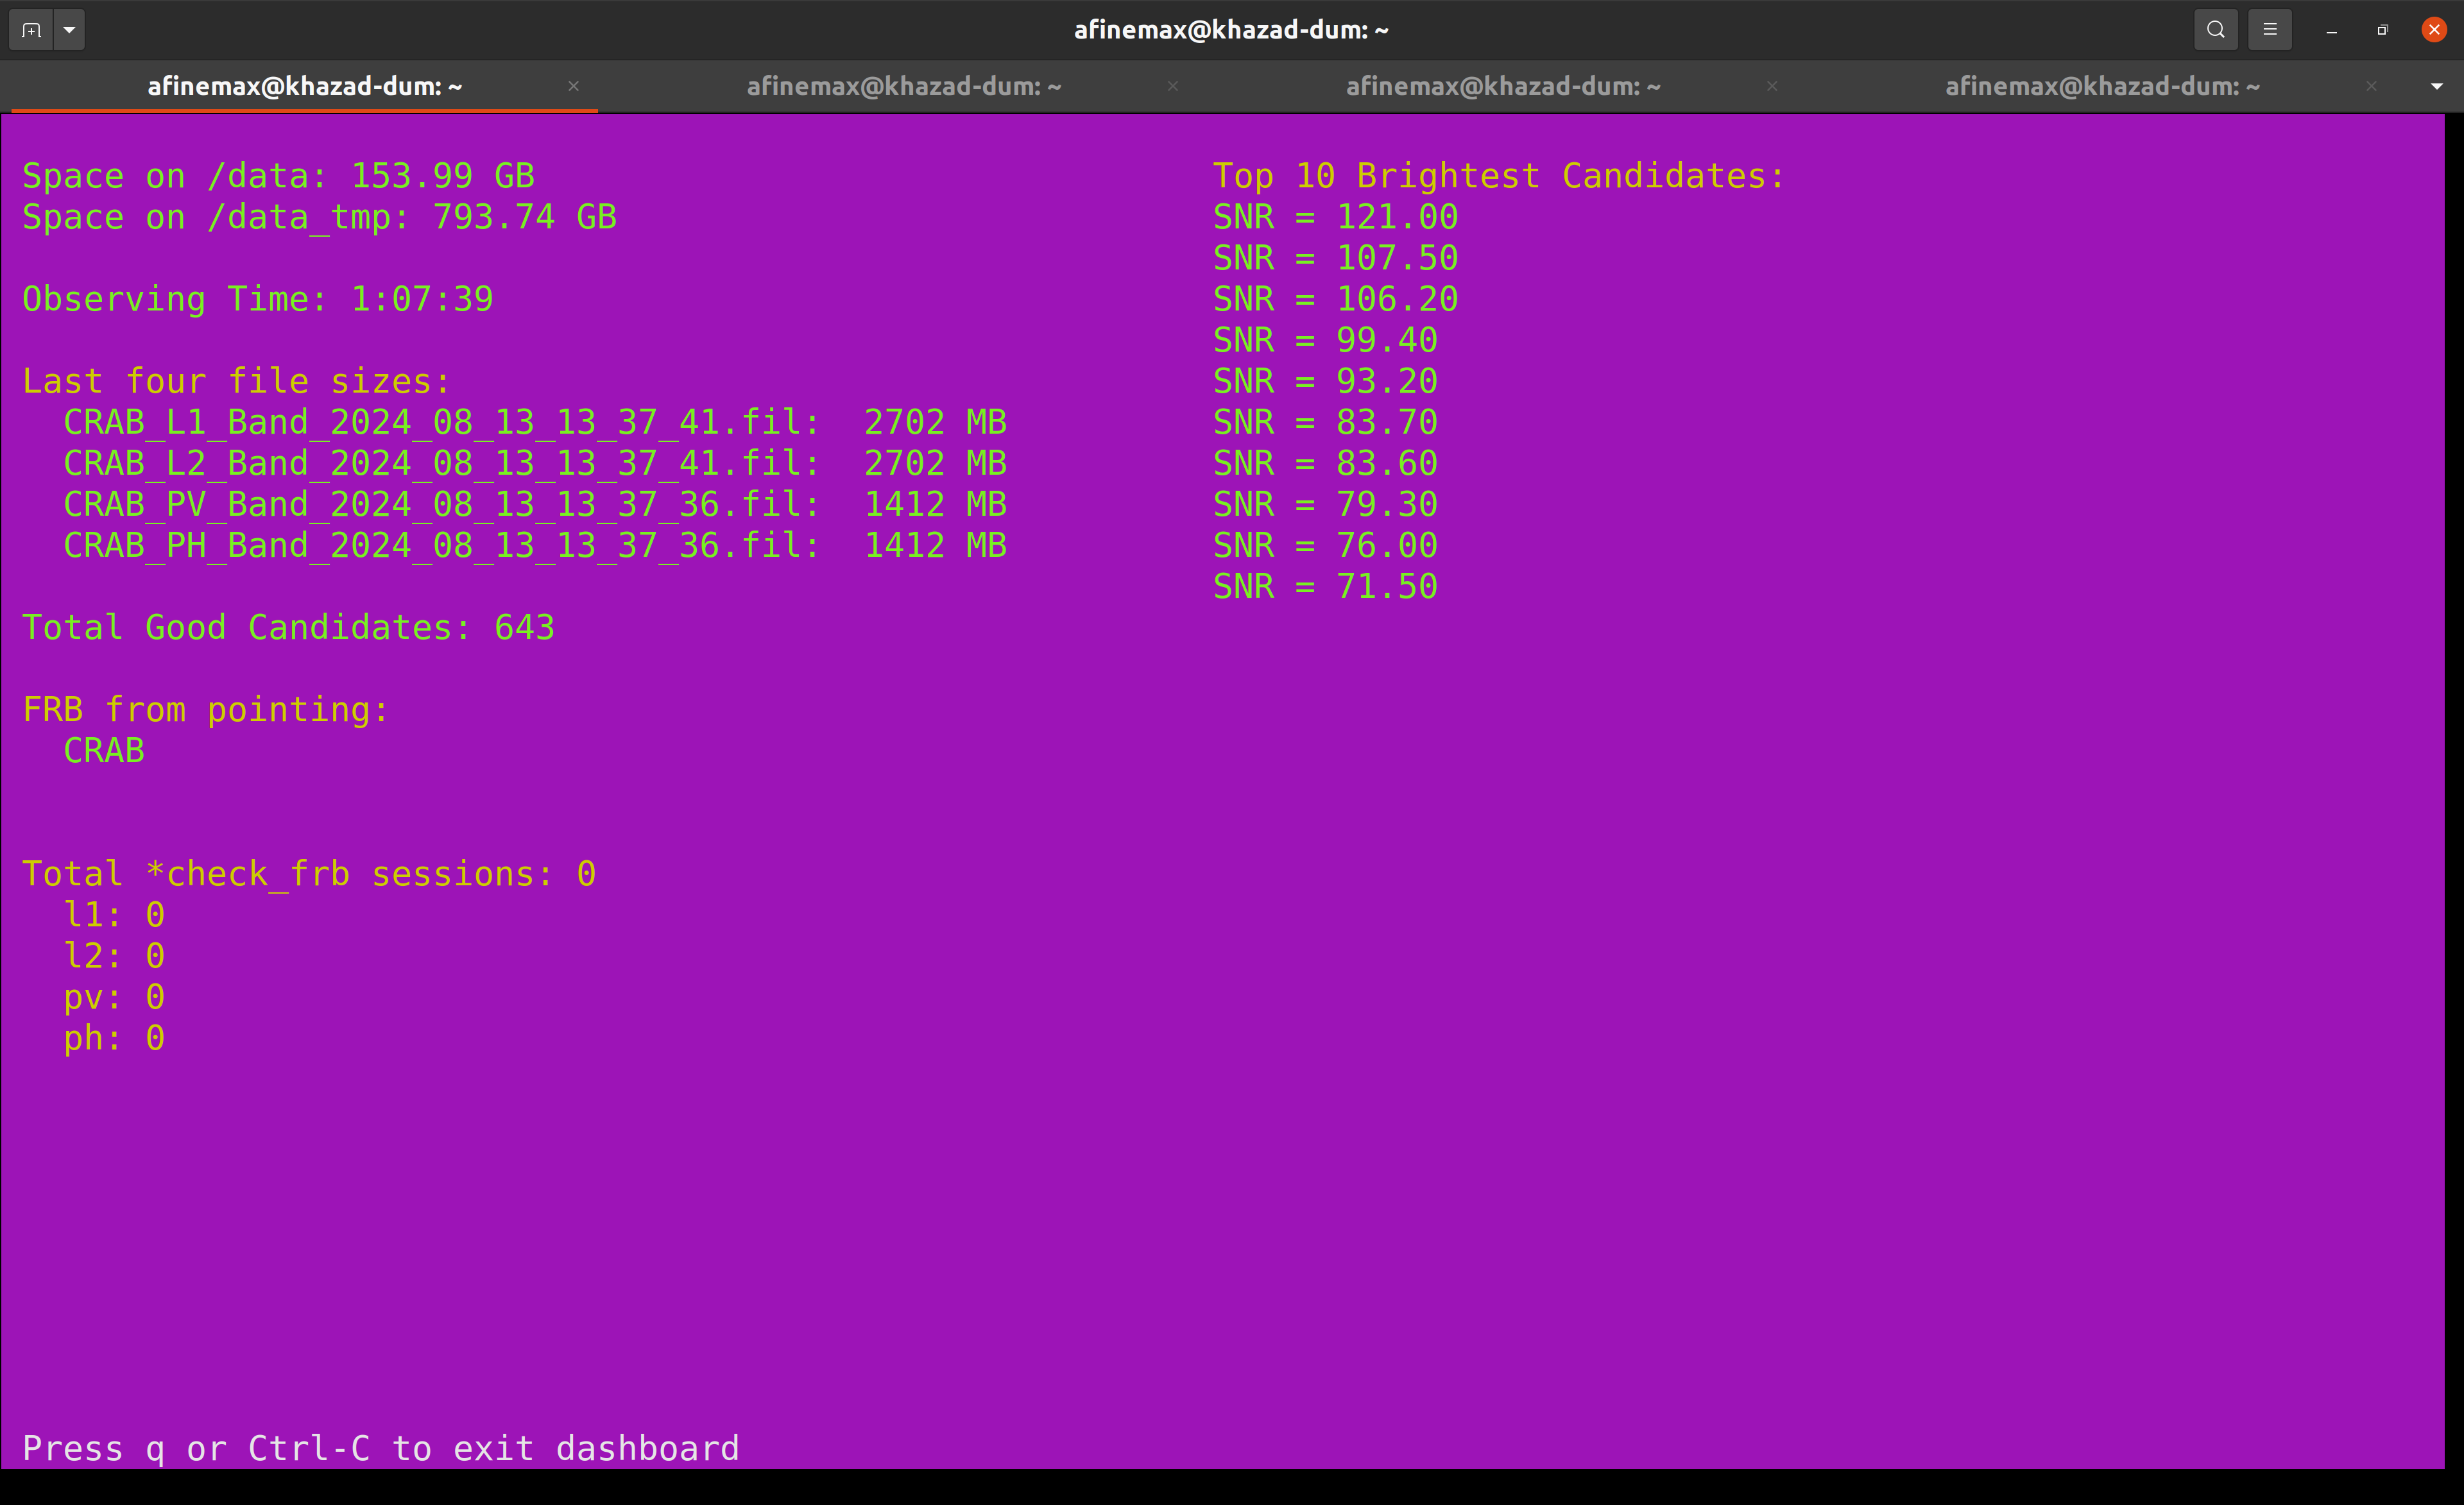 afinemax@khazad-dum: ~
afinemax@khazad-dum: ~
afinemax@khazad-dum: ~
afinemax@khazad-dum: ~
afinemax@khazad-dum: ~
Space on /data: 153.99 GB
Space on /data_tmp: 793.74 GB
Observing Time: 1:07:39
Last four file sizes:
CRAB_L1_Band_2024_08_13_13_37_41.fil: 2702 MB
CRAB_L2_Band_2024_08_13_13_37_41.fil: 2702 MB
CRAB_PV_Band_2024_08_13_13_37_36.fil: 1412 MB
CRAB_PH_Band_2024_08_13_13_37_36.fil: 1412 MB
Total Good Candidates: 643
FRB from pointing:
CRAB
Total *check_frb sessions: 0
l1: 0
l2: 0
pv: 0
ph: 0
Top 10 Brightest Candidates:
SNR = 121.00
SNR = 107.50
SNR = 106.20
SNR = 99.40
SNR = 93.20
SNR = 83.70
SNR = 83.60
SNR = 79.30
SNR = 76.00
SNR = 71.50
Press q or Ctrl-C to exit dashboard